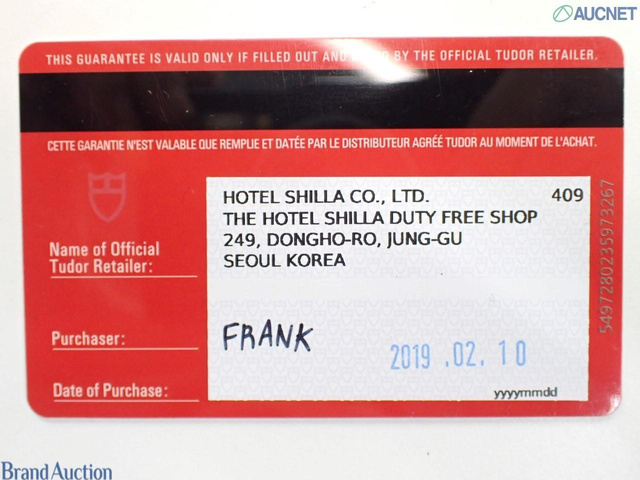 AUCNET
THIS GUARANTEE IS VALID ONLY IF FILLED OUT AND BY THE OFFICIAL TUDOR RETAILER.
CETTE GARANTIE N'EST VALABLE QUE REMPLIE ET DATÉE PAR LE DISTRIBUTEUR AGRÉÉ TUDOR AU MOMENT DE L'ACHAT.
HOTEL SHILLA CO., LTD. 409
THE HOTEL SHILLA DUTY FREE SHOP
249, DONGHO-RO, JUNG-GU
SEOUL KOREA
Name of Official
Tudor Retailer:
Purchaser: FRANK
2019 .02. 10
Date of Purchase:
yyyymmdd
5497280235973267
Brand Auction